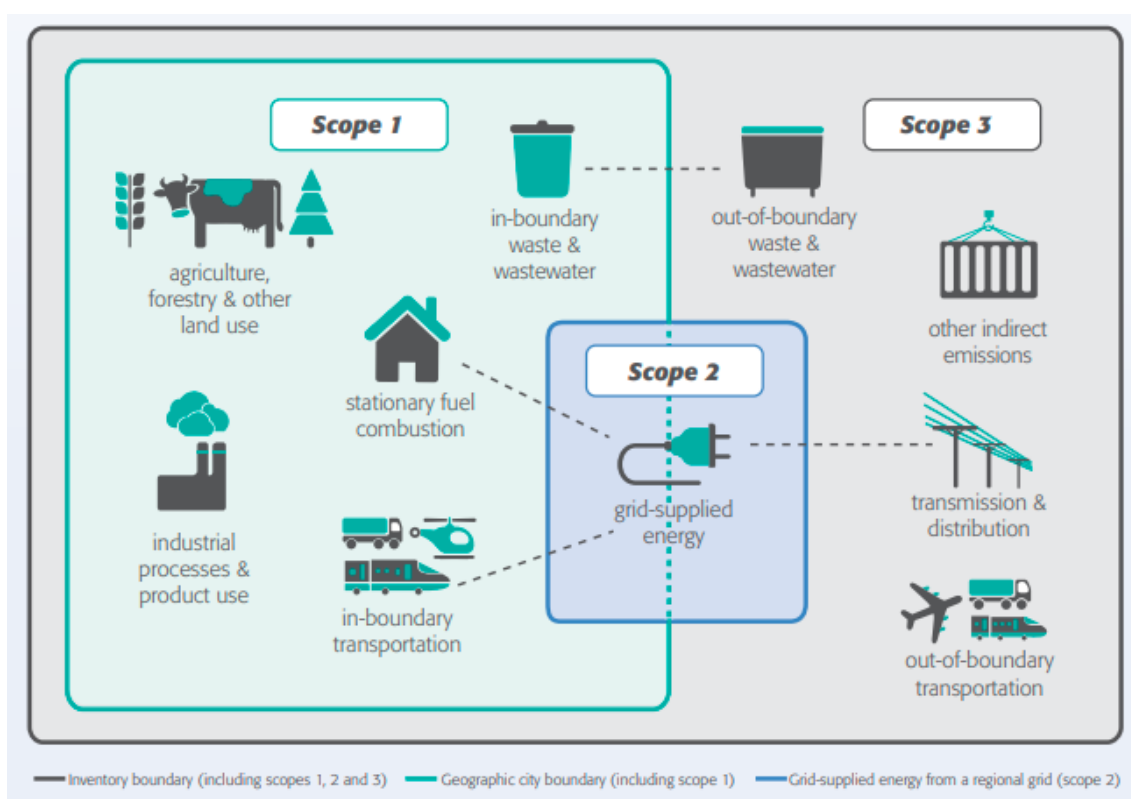 Scope 1
Scope 3
in-boundary
waste &
wastewater
out-of-boundary
waste &
wastewater
agriculture,
forestry & other
land use
other indirect
emissions
Scope 2
stationary fuel
combustion
grid-supplied
energy
transmission &
distribution
industrial
processes &
product use
in-boundary
transportation
out-of-boundary
transportation
Inventory boundary (including scopes 1, 2 and 3) Geographic city boundary (including scope 1) Grid-supplied energy from a regional grid (scope 2)